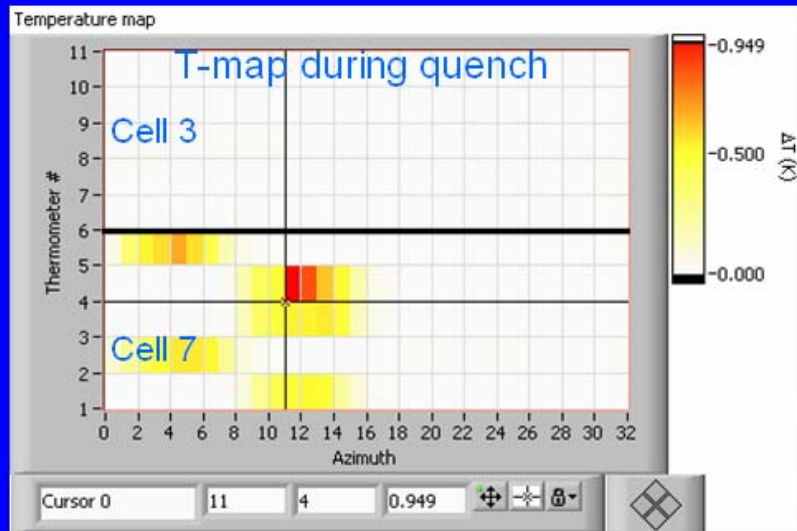 Temperature map
T-map during quench
11
10
9
8
7
6
5
4
3
2
1
Thermometer #
Cell 3
Cell 7
0 2 4 6 8 10 12 14 16 18 20 22 24 26 28 30 32
Azimuth
0.949
0.500
0.000
ΔT (K)
Cursor 0 11 4 0.949